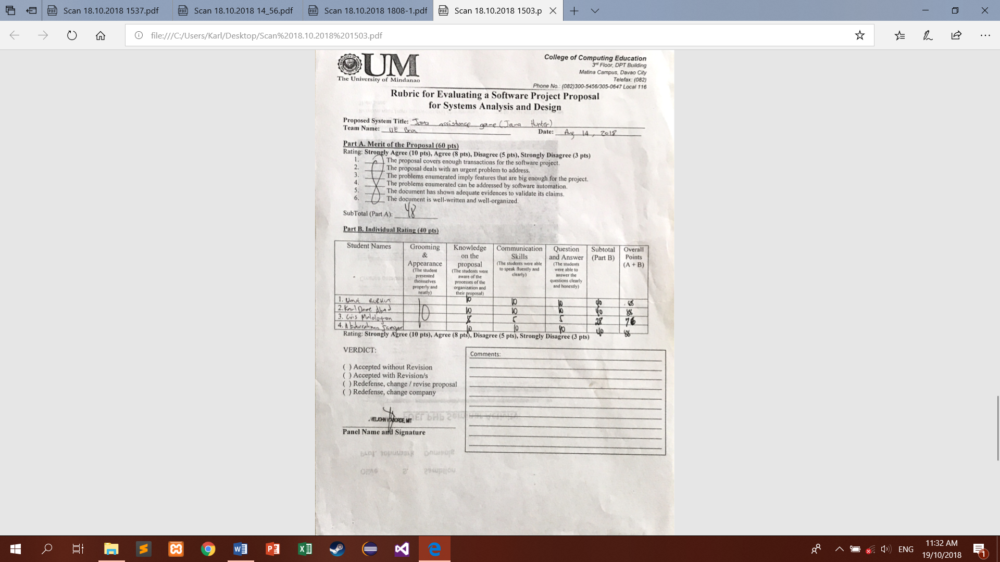 Scan 18.10.2018 1537.pdf
Scan 18.10.2018 14_56.pdf
Scan 18.10.2018 1808-1.pdf
Scan 18.10.2018 1503.p
file:///C:/Users/Karl/Desktop/Scan%2018.10.2018%201503.pdf
UM
The University of Mindanao
College of Computing Education
3rd Floor, DPT Building
Matina Campus, Davao City
Telefax: (082)
Phone No.: (082)300-5456/305-0647 Local 116
Rubric for Evaluating a Software Project Proposal
for Systems Analysis and Design
Proposed System Title: Java assistance game (Java Hunter)
Team Name: UE Bros.
Date: Aug 14, 2018
Part A. Merit of the Proposal (60 pts)
Rating: Strongly Agree (10 pts), Agree (8 pts), Disagree (5 pts), Strongly Disagree (3 pts)
1. The proposal covers enough transactions for the software project.
2. The proposal deals with an urgent problem to address.
3. The problems enumerated imply features that are big enough for the project.
4. The problems enumerated can be addressed by software automation.
5. The document has shown adequate evidences to validate its claims.
6. The document is well-written and well-organized.
8
SubTotal (Part A): 48
Part B. Individual Rating (40 pts)
Student Names
Grooming
&
Appearance
(The student
presented
themselves
properly and
neatly)
Knowledge
on the
proposal
(The students were
aware of the
processes of the
organization and
their proposal)
Communication
Skills
(The students were able
to speak fluently and
clearly)
Question
and Answer
(The students
were able to
answer the
questions clearly
and honestly)
Subtotal
(Part B)
Overall
Points
(A + B)
10
1. Umut 10 10 10 40 88
2. Karl Dave Abad 10 10 10 40 88
3. 8 5 5 28 76
4. 10 10 10 40 88
Rating: Strongly Agree (10 pts), Agree (8 pts), Disagree (5 pts), Strongly Disagree (3 pts)
VERDICT:
( ) Accepted without Revision
( ) Accepted with Revision/s
( ) Redefense, change / revise proposal
( ) Redefense, change company
Comments:
MELJOHN V. ABORDE, MIT
Panel Name and Signature
FUEL PHP Seminar Activity
ENG
11:32 AM
19/10/2018
1